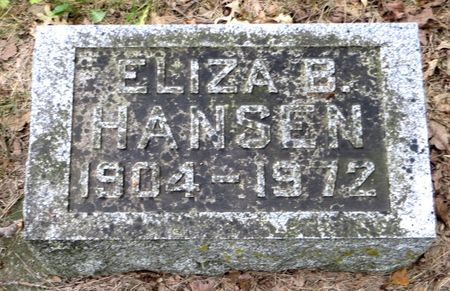 ELIZA B.
HANSEN
1904-1972